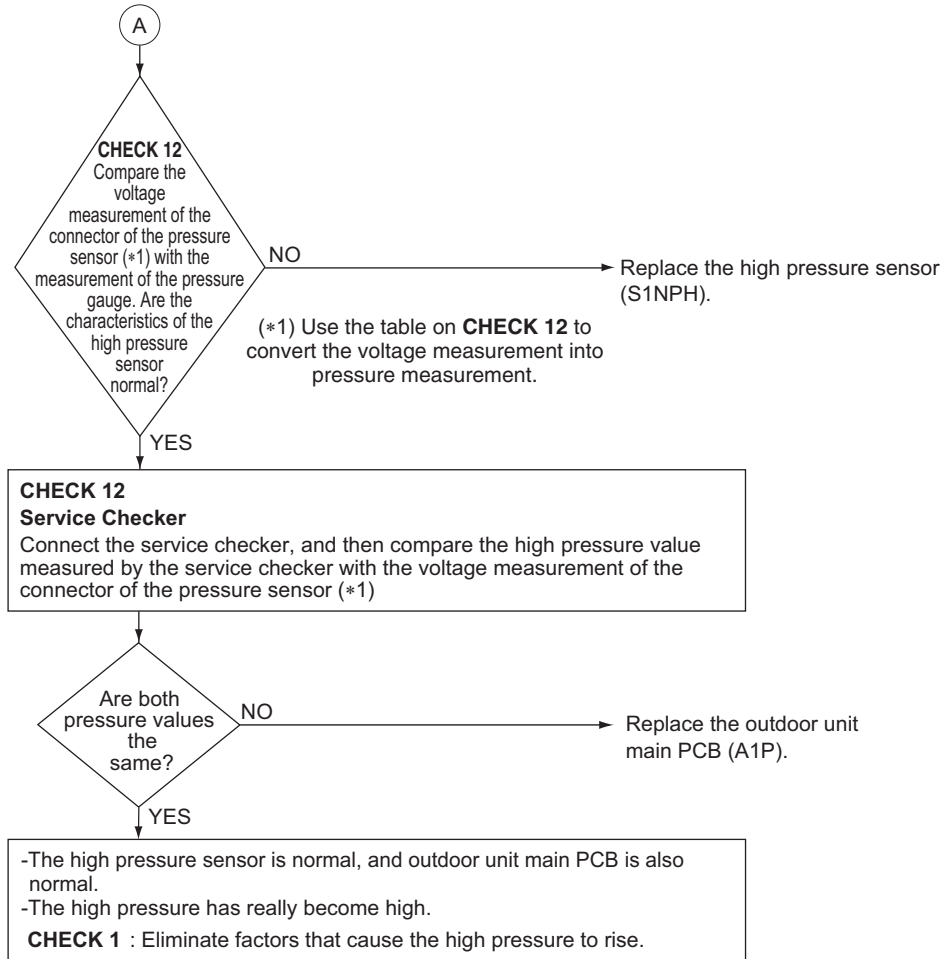 A
CHECK 12
Compare the
voltage
measurement of the
connector of the pressure
sensor (*1) with the
measurement of the pressure
gauge. Are the
characteristics of the
high pressure
sensor
normal?
NO
Replace the high pressure sensor
(S1NPH).
(*1) Use the table on CHECK 12 to
convert the voltage measurement into
pressure measurement.
YES
CHECK 12
Service Checker
Connect the service checker, and then compare the high pressure value
measured by the service checker with the voltage measurement of the
connector of the pressure sensor (*1)
Are both
pressure values
the
same?
NO
Replace the outdoor unit
main PCB (A1P).
YES
-The high pressure sensor is normal, and outdoor unit main PCB is also
normal.
-The high pressure has really become high.
CHECK 1 : Eliminate factors that cause the high pressure to rise.